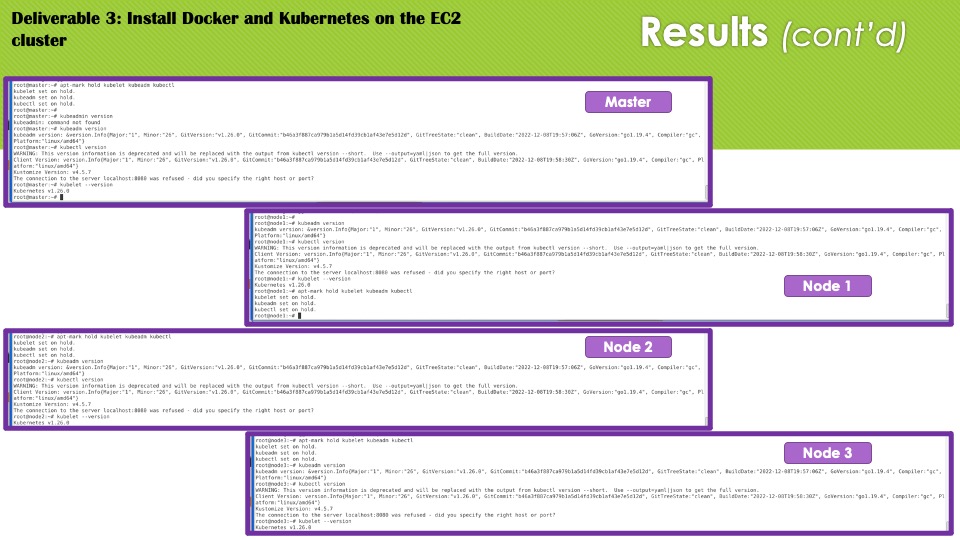 Deliverable 3: Install Docker and Kubernetes on the EC2
cluster
Results (cont'd)
root@master:~# apt-mark hold kubelet kubeadm kubectl
kubelet set on hold.
kubeadm set on hold.
kubectl set on hold.
root@master:~#
root@master:~# kubeadmin version
kubeadmin: command not found
root@master:~# kubeadm version
kubeadm version: &version.Info{Major:"1", Minor:"26", GitVersion:"v1.26.0", GitCommit:"b46a3f887ca979b1a5d14fd39cb1af43e7e5d12d", GitTreeState:"clean", BuildDate:"2022-12-08T19:57:06Z", GoVersion:"go1.19.4", Compiler:"gc",
Platform:"linux/amd64"}
root@master:~# kubectl version
WARNING: This version information is deprecated and will be replaced with the output from kubectl version --short.  Use --output=yaml|json to get the full version.
Client Version: version.Info{Major:"1", Minor:"26", GitVersion:"v1.26.0", GitCommit:"b46a3f887ca979b1a5d14fd39cb1af43e7e5d12d", GitTreeState:"clean", BuildDate:"2022-12-08T19:58:30Z", GoVersion:"go1.19.4", Compiler:"gc", Pl
atform:"linux/amd64"}
Kustomize Version: v4.5.7
The connection to the server localhost:8080 was refused - did you specify the right host or port?
root@master:~# kubelet --version
Kubernetes v1.26.0
root@master:~#
Master
root@node1:~#
root@node1:~# kubeadm version
kubeadm version: &version.Info{Major:"1", Minor:"26", GitVersion:"v1.26.0", GitCommit:"b46a3f887ca979b1a5d14fd39cb1af43e7e5d12d", GitTreeState:"clean", BuildDate:"2022-12-08T19:57:06Z", GoVersion:"go1.19.4", Compiler:"gc",
Platform:"linux/amd64"}
root@node1:~# kubectl version
WARNING: This version information is deprecated and will be replaced with the output from kubectl version --short.  Use --output=yaml|json to get the full version.
Client Version: version.Info{Major:"1", Minor:"26", GitVersion:"v1.26.0", GitCommit:"b46a3f887ca979b1a5d14fd39cb1af43e7e5d12d", GitTreeState:"clean", BuildDate:"2022-12-08T19:58:30Z", GoVersion:"go1.19.4", Compiler:"gc", Pl
atform:"linux/amd64"}
Kustomize Version: v4.5.7
The connection to the server localhost:8080 was refused - did you specify the right host or port?
root@node1:~# kubelet --version
Kubernetes v1.26.0
root@node1:~# apt-mark hold kubelet kubeadm kubectl
kubelet set on hold.
kubeadm set on hold.
kubectl set on hold.
root@node1:~#
Node 1
root@node2:~# apt-mark hold kubelet kubeadm kubectl
kubelet set on hold.
kubeadm set on hold.
kubectl set on hold.
root@node2:~# kubeadm version
kubeadm version: &version.Info{Major:"1", Minor:"26", GitVersion:"v1.26.0", GitCommit:"b46a3f887ca979b1a5d14fd39cb1af43e7e5d12d", GitTreeState:"clean", BuildDate:"2022-12-08T19:57:06Z", GoVersion:"go1.19.4", Compiler:"gc",
Platform:"linux/amd64"}
root@node2:~# kubectl version
WARNING: This version information is deprecated and will be replaced with the output from kubectl version --short.  Use --output=yaml|json to get the full version.
Client Version: version.Info{Major:"1", Minor:"26", GitVersion:"v1.26.0", GitCommit:"b46a3f887ca979b1a5d14fd39cb1af43e7e5d12d", GitTreeState:"clean", BuildDate:"2022-12-08T19:58:30Z", GoVersion:"go1.19.4", Compiler:"gc", Pl
atform:"linux/amd64"}
Kustomize Version: v4.5.7
The connection to the server localhost:8080 was refused - did you specify the right host or port?
root@node2:~# kubelet --version
Kubernetes v1.26.0
Node 2
root@node3:~# apt-mark hold kubelet kubeadm kubectl
kubelet set on hold.
kubeadm set on hold.
kubectl set on hold.
root@node3:~# kubeadm version
kubeadm version: &version.Info{Major:"1", Minor:"26", GitVersion:"v1.26.0", GitCommit:"b46a3f887ca979b1a5d14fd39cb1af43e7e5d12d", GitTreeState:"clean", BuildDate:"2022-12-08T19:57:06Z", GoVersion:"go1.19.4", Compiler:"gc",
Platform:"linux/amd64"}
root@node3:~# kubectl version
WARNING: This version information is deprecated and will be replaced with the output from kubectl version --short.  Use --output=yaml|json to get the full version.
Client Version: version.Info{Major:"1", Minor:"26", GitVersion:"v1.26.0", GitCommit:"b46a3f887ca979b1a5d14fd39cb1af43e7e5d12d", GitTreeState:"clean", BuildDate:"2022-12-08T19:58:30Z", GoVersion:"go1.19.4", Compiler:"gc", Pl
atform:"linux/amd64"}
Kustomize Version: v4.5.7
The connection to the server localhost:8080 was refused - did you specify the right host or port?
root@node3:~# kubelet --version
Kubernetes v1.26.0
Node 3